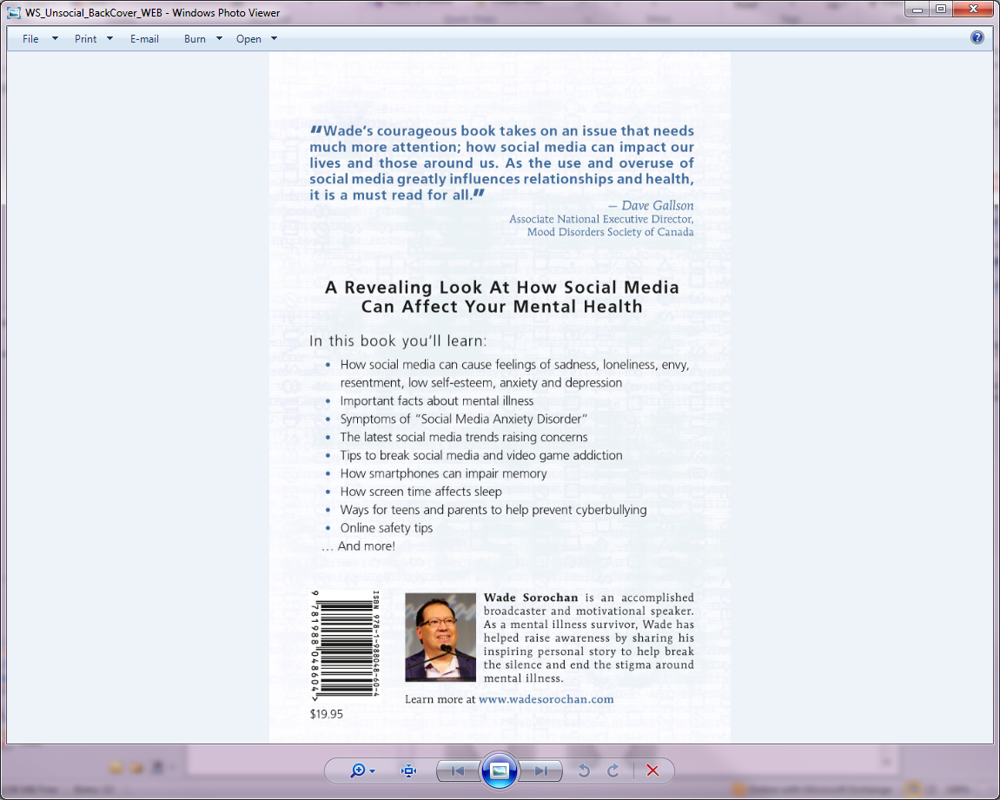 WS_Unsocial_BackCover_WEB - Windows Photo Viewer
File Print E-mail Burn Open
"Wade's courageous book takes on an issue that needs
much more attention; how social media can impact our
lives and those around us. As the use and overuse of
social media greatly influences relationships and health,
it is a must read for all."
— Dave Gallson
Associate National Executive Director,
Mood Disorders Society of Canada
A Revealing Look At How Social Media
Can Affect Your Mental Health
In this book you'll learn:
• How social media can cause feelings of sadness, loneliness, envy,
resentment, low self-esteem, anxiety and depression
• Important facts about mental illness
• Symptoms of "Social Media Anxiety Disorder"
• The latest social media trends raising concerns
• Tips to break social media and video game addiction
• How smartphones can impair memory
• How screen time affects sleep
• Ways for teens and parents to help prevent cyberbullying
• Online safety tips
... And more!
ISBN 978-1-988048-60-4
9 781988 048604 >
$19.95
Wade Sorochan is an accomplished
broadcaster and motivational speaker.
As a mental illness survivor, Wade has
helped raise awareness by sharing his
inspiring personal story to help break
the silence and end the stigma around
mental illness.
Learn more at www.wadesorochan.com